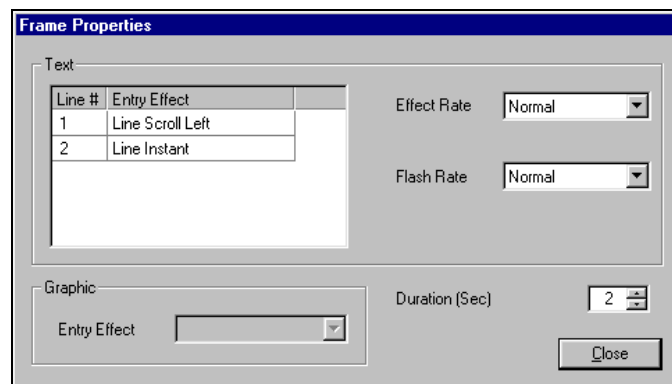 Frame Properties
Text
Line # Entry Effect
1 Line Scroll Left
2 Line Instant
Effect Rate Normal
Flash Rate Normal
Graphic
Entry Effect
Duration (Sec) 2
Close